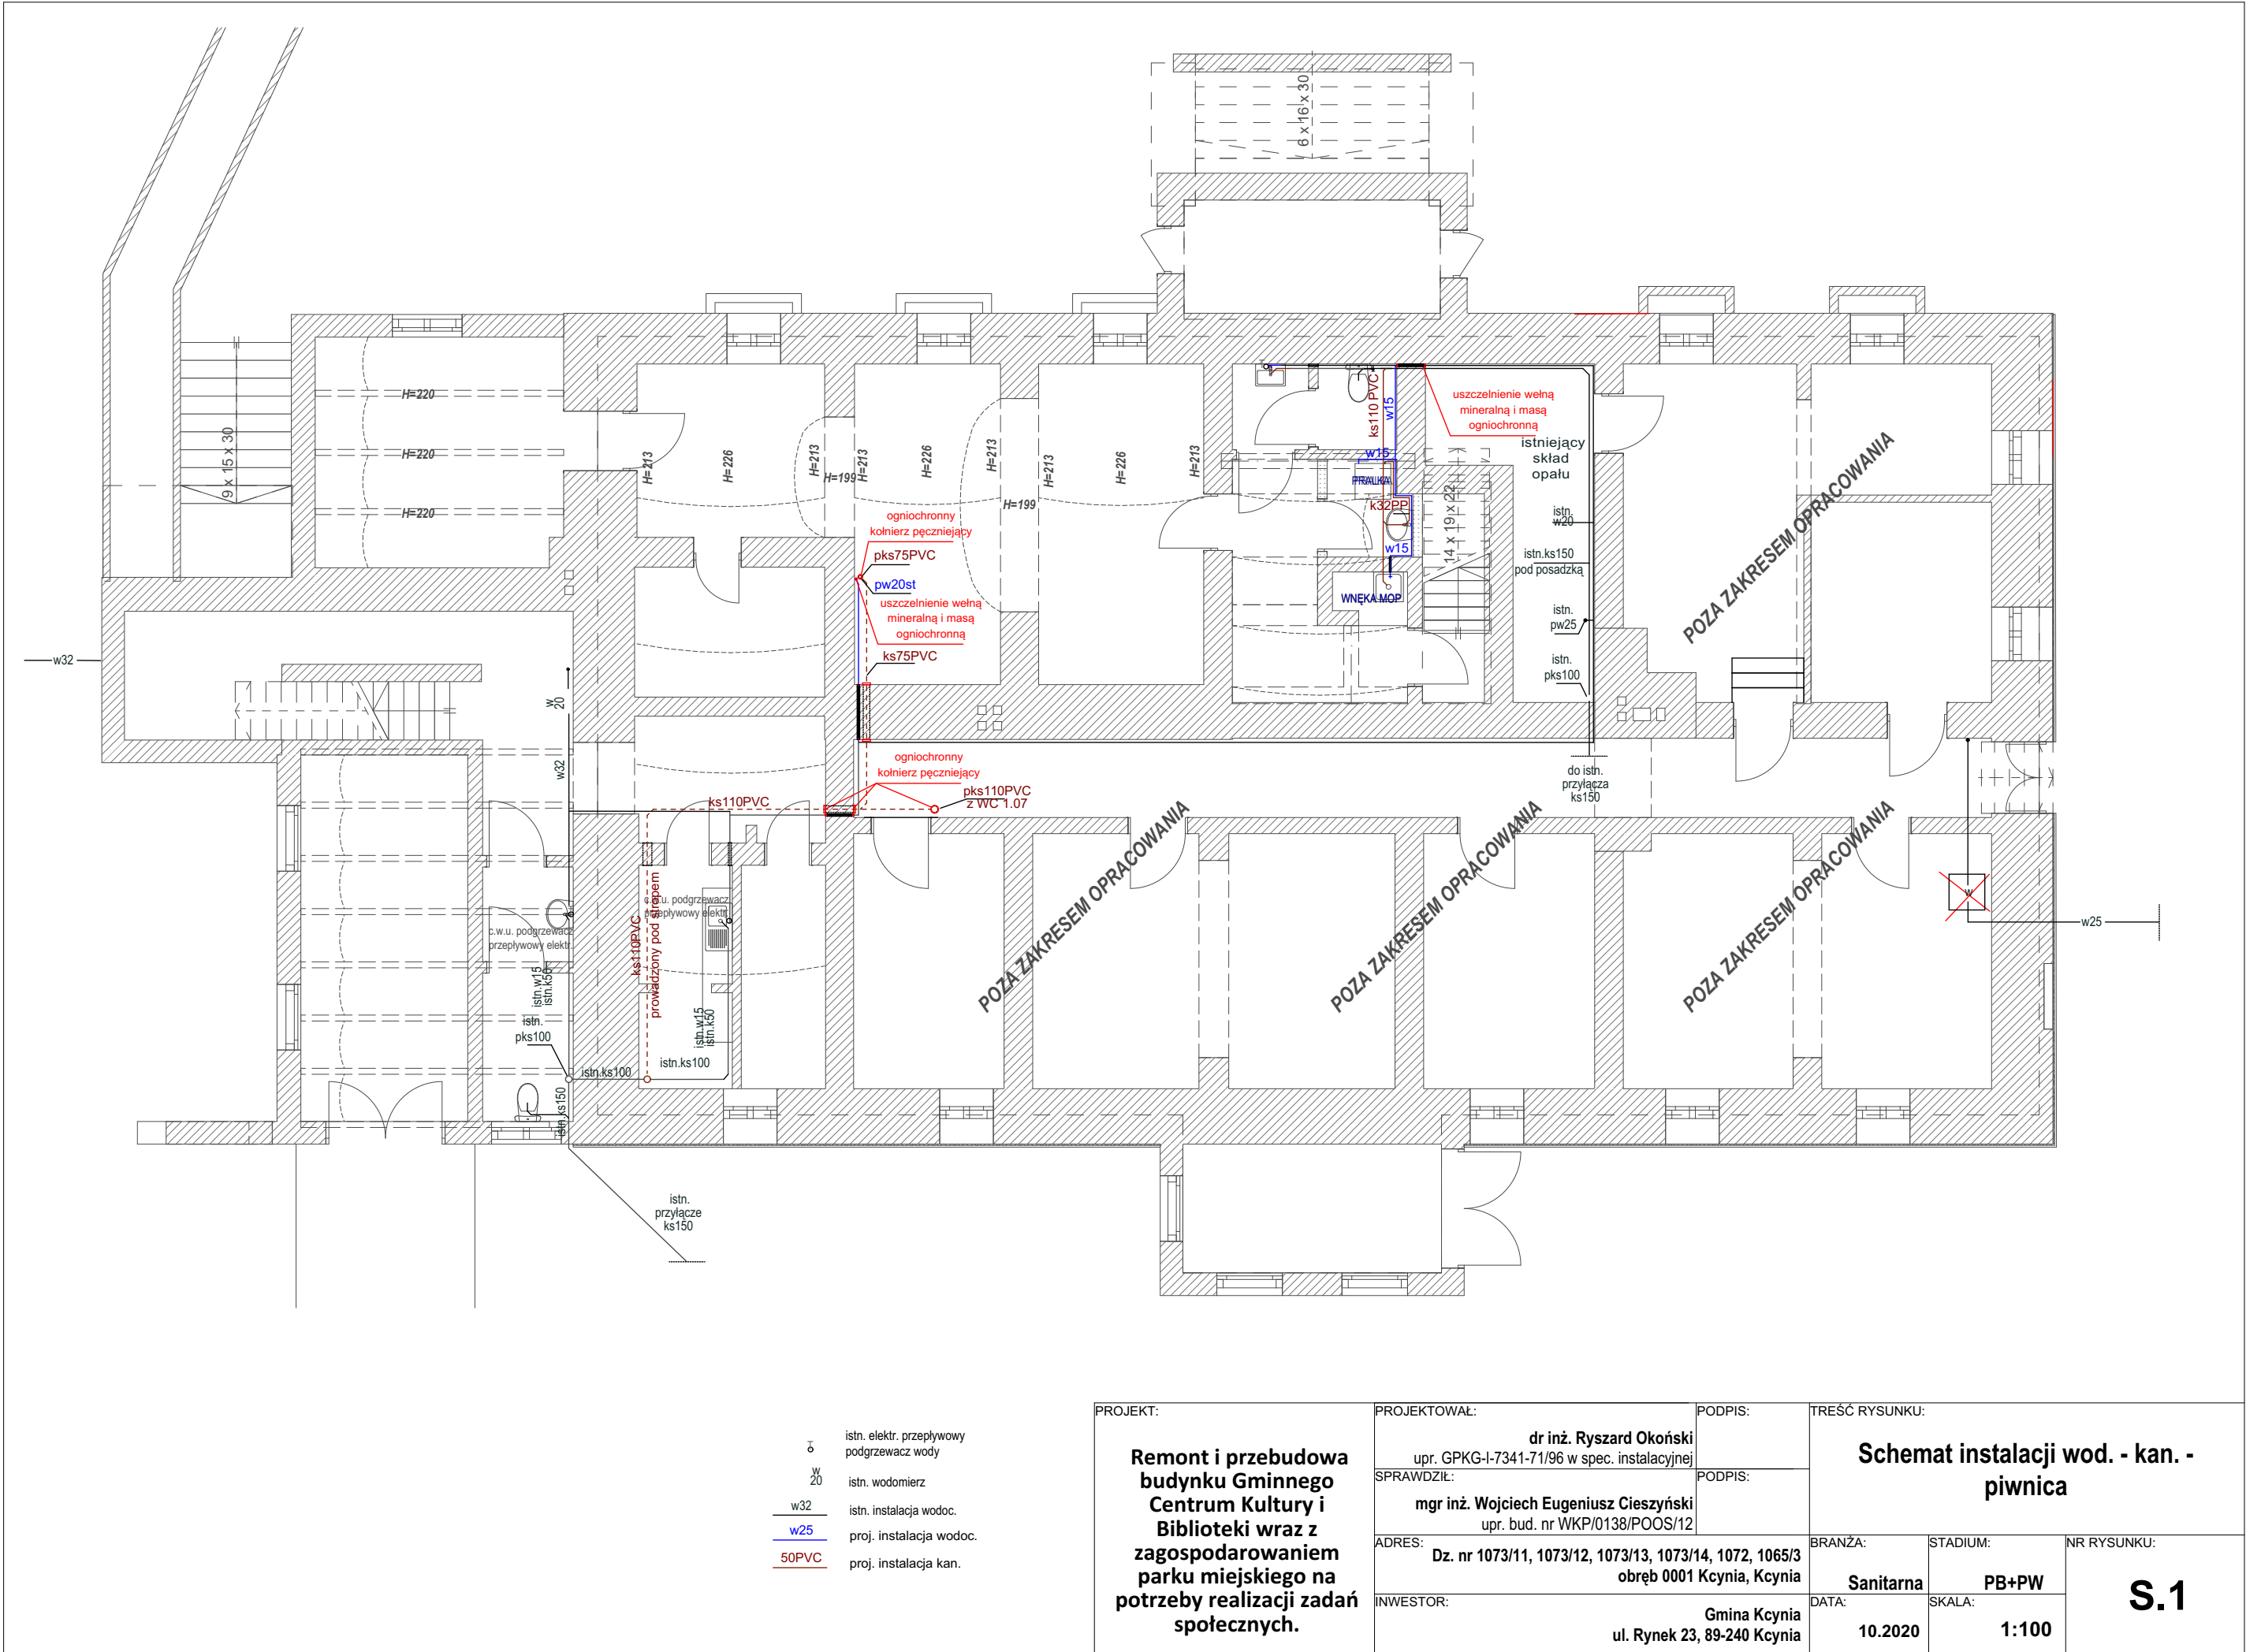 6 x 16 x 30
9 x 15 x 30
H=220
H=220
H=220
H=213
H=226
H=213
H=199
H=213
H=226
H=213
H=199
H=213
H=226
H=213
ogniochronny
kołnierz pęczniejący
pks75PVC
pw20st
uszczelnienie wełną
mineralną i masą
ogniochronną
ks75PVC
ks110 PVC
w15
w15
PRALKA
k32PP
w15
WNĘKA MOP
14 x 19 x 22
uszczelnienie wełną
mineralną i masą
ogniochronną
istniejący
skład
opału
istn.
w20
istn.ks150
pod posadzką
istn.
pw25
istn.
pks100
do istn.
przyłącza
ks150
POZA ZAKRESEM OPRACOWANIA
w32
w
20
w32
ks110PVC
ogniochronny
kołnierz pęczniejący
pks110PVC
z WC 1.07
c.w.u. podgrzewacz
przepływowy elektr.
c.w.u. podgrzewacz
przepływowy elektr.
ks110PVC
prowadzony pod stropem
istn.w15
istn.k50
istn.w15
istn.k50
istn.
pks100
istn.ks100
istn.ks100
istn.ks150
istn.
przyłącze
ks150
POZA ZAKRESEM OPRACOWANIA
POZA ZAKRESEM OPRACOWANIA
POZA ZAKRESEM OPRACOWANIA
w
w25
istn. elektr. przepływowy
podgrzewacz wody
w
20
istn. wodomierz
w32
istn. instalacja wodoc.
w25
proj. instalacja wodoc.
50PVC
proj. instalacja kan.
PROJEKT:
Remont i przebudowa
budynku Gminnego
Centrum Kultury i
Biblioteki wraz z
zagospodarowaniem
parku miejskiego na
potrzeby realizacji zadań
społecznych.
PROJEKTOWAŁ:
PODPIS:
dr inż. Ryszard Okoński
upr. GPKG-I-7341-71/96 w spec. instalacyjnej
SPRAWDZIŁ:
PODPIS:
mgr inż. Wojciech Eugeniusz Cieszyński
upr. bud. nr WKP/0138/POOS/12
ADRES:
Dz. nr 1073/11, 1073/12, 1073/13, 1073/14, 1072, 1065/3
obręb 0001 Kcynia, Kcynia
INWESTOR:
Gmina Kcynia
ul. Rynek 23, 89-240 Kcynia
TREŚĆ RYSUNKU:
Schemat instalacji wod. - kan. -
piwnica
BRANŻA:
Sanitarna
STADIUM:
PB+PW
DATA:
10.2020
SKALA:
1:100
NR RYSUNKU:
S.1